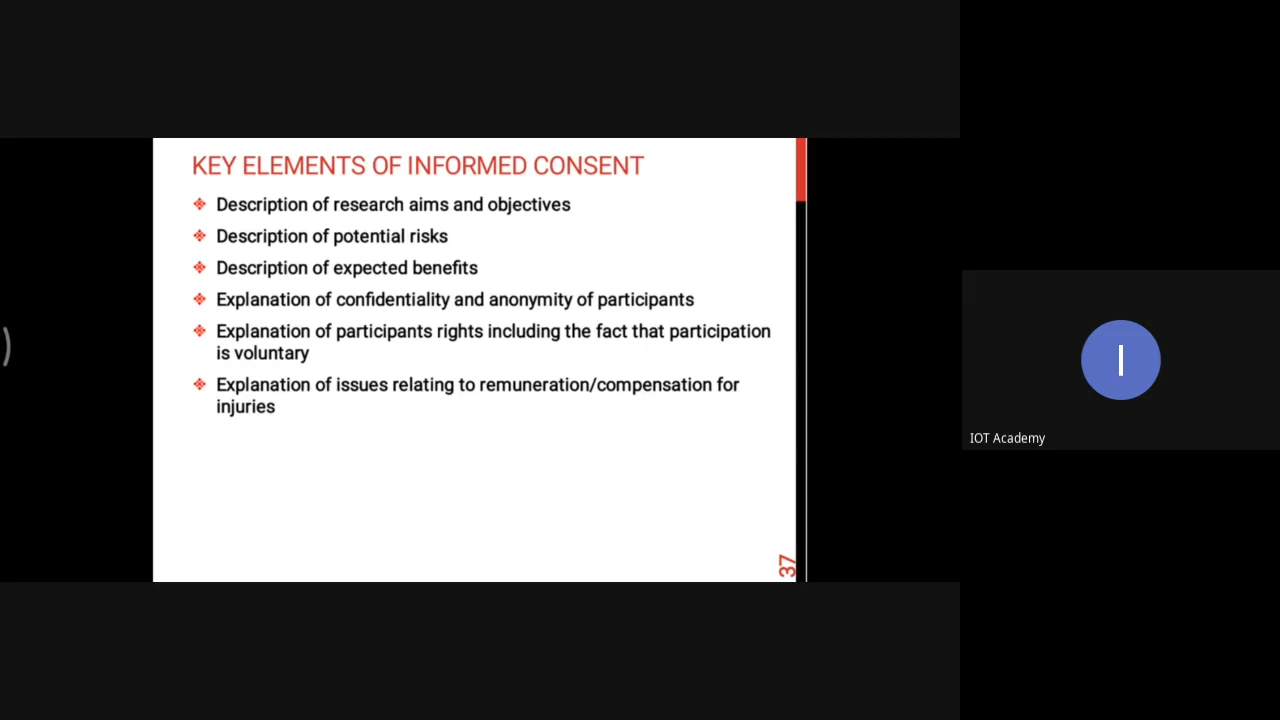 KEY ELEMENTS OF INFORMED CONSENT
Description of research aims and objectives
Description of potential risks
Description of expected benefits
Explanation of confidentiality and anonymity of participants
Explanation of participants rights including the fact that participation
is voluntary
Explanation of issues relating to remuneration/compensation for
injuries
37
I
IOT Academy